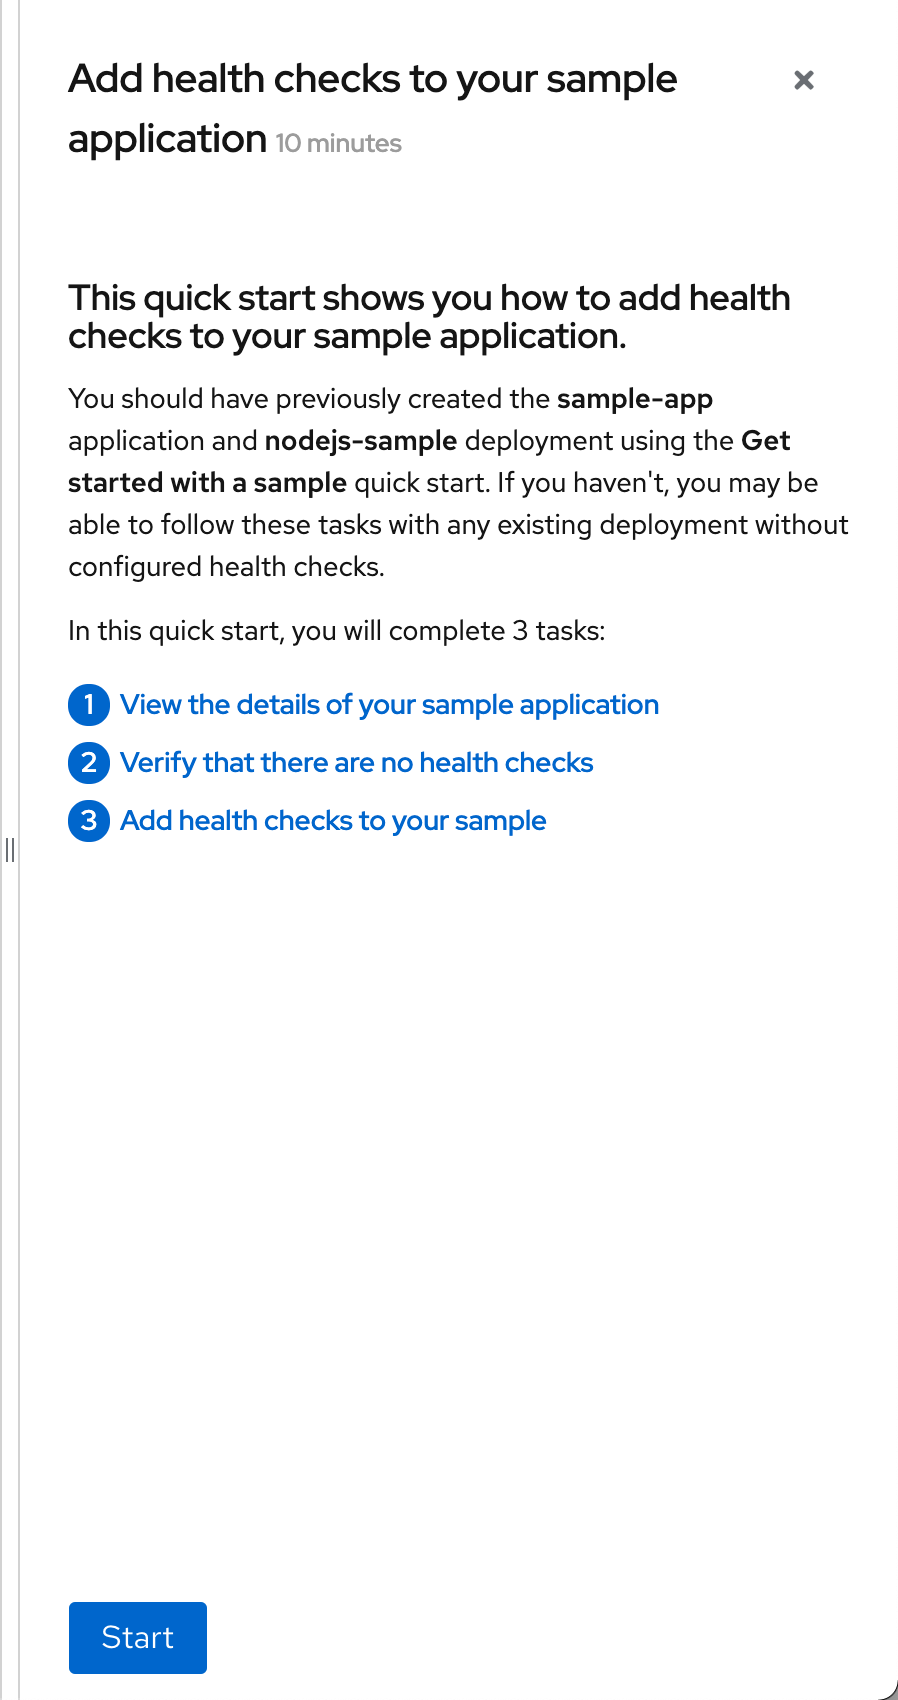 Add health checks to your sample
application 10 minutes
This quick start shows you how to add health
checks to your sample application.
You should have previously created the sample-app
application and nodejs-sample deployment using the Get
started with a sample quick start. If you haven't, you may be
able to follow these tasks with any existing deployment without
configured health checks.
In this quick start, you will complete 3 tasks:
1 View the details of your sample application
2 Verify that there are no health checks
3 Add health checks to your sample
Start